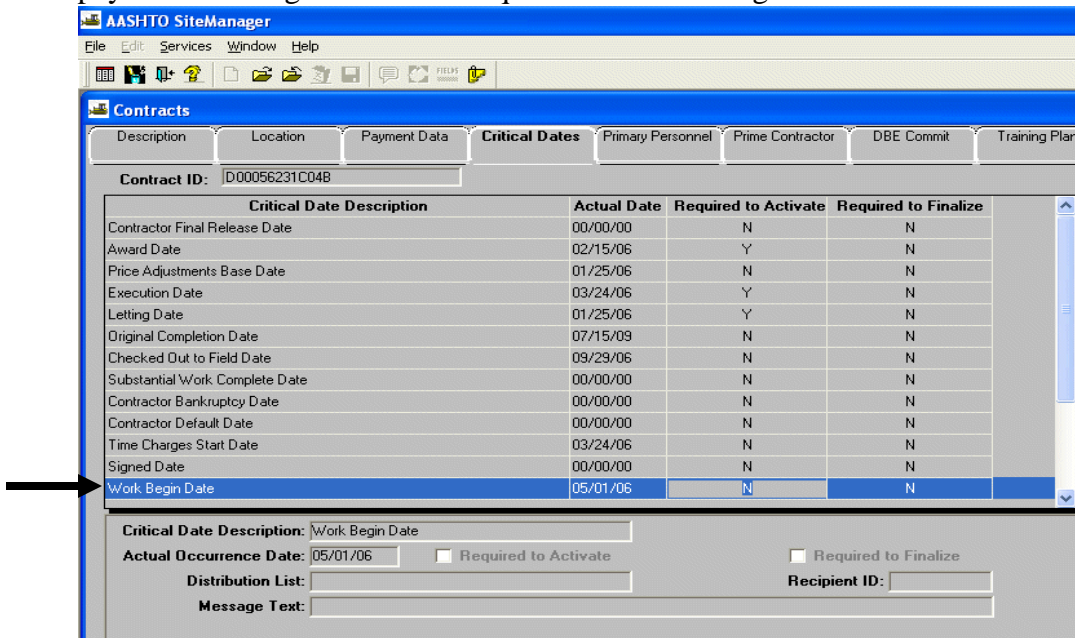 AASHTO SiteManager
File Edit Services Window Help
FIELDS
Contracts
Description Location Payment Data Critical Dates Primary Personnel Prime Contractor DBE Commit Training Plan
Contract ID: D00056231C04B
Critical Date Description Actual Date Required to Activate Required to Finalize
Contractor Final Release Date 00/00/00 N N
Award Date 02/15/06 Y N
Price Adjustments Base Date 01/25/06 N N
Execution Date 03/24/06 Y N
Letting Date 01/25/06 Y N
Original Completion Date 07/15/09 N N
Checked Out to Field Date 09/29/06 N N
Substantial Work Complete Date 00/00/00 N N
Contractor Bankruptcy Date 00/00/00 N N
Contractor Default Date 00/00/00 N N
Time Charges Start Date 03/24/06 N N
Signed Date 00/00/00 N N
Work Begin Date 05/01/06 N N
Critical Date Description: Work Begin Date
Actual Occurrence Date: 05/01/06 Required to Activate Required to Finalize
Distribution List: Recipient ID:
Message Text: